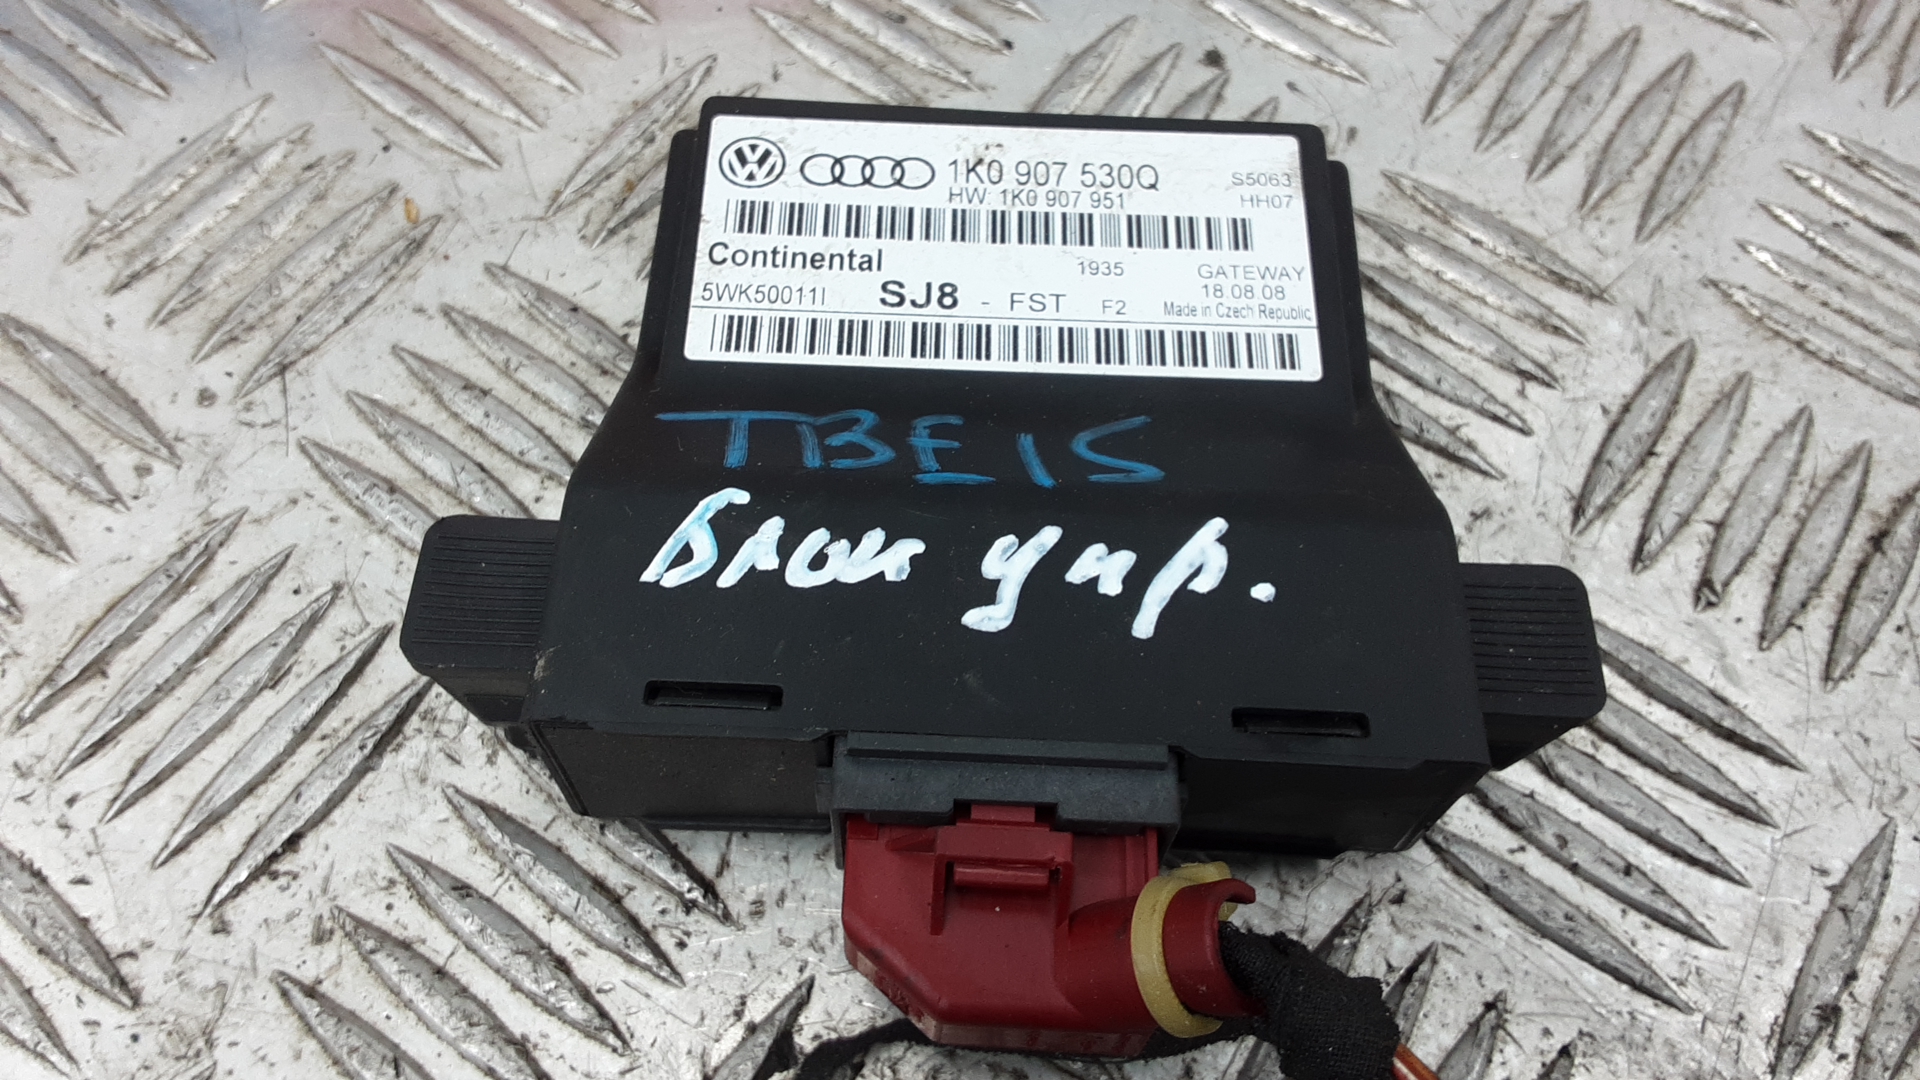 1K0 907 530Q
HW: 1K0 907 951
S5063
HH07
Continental
1935
GATEWAY
5WK50011I
SJ8 - FST F2
18.08.08
Made in Czech Republic
TBE15
Блок упр.